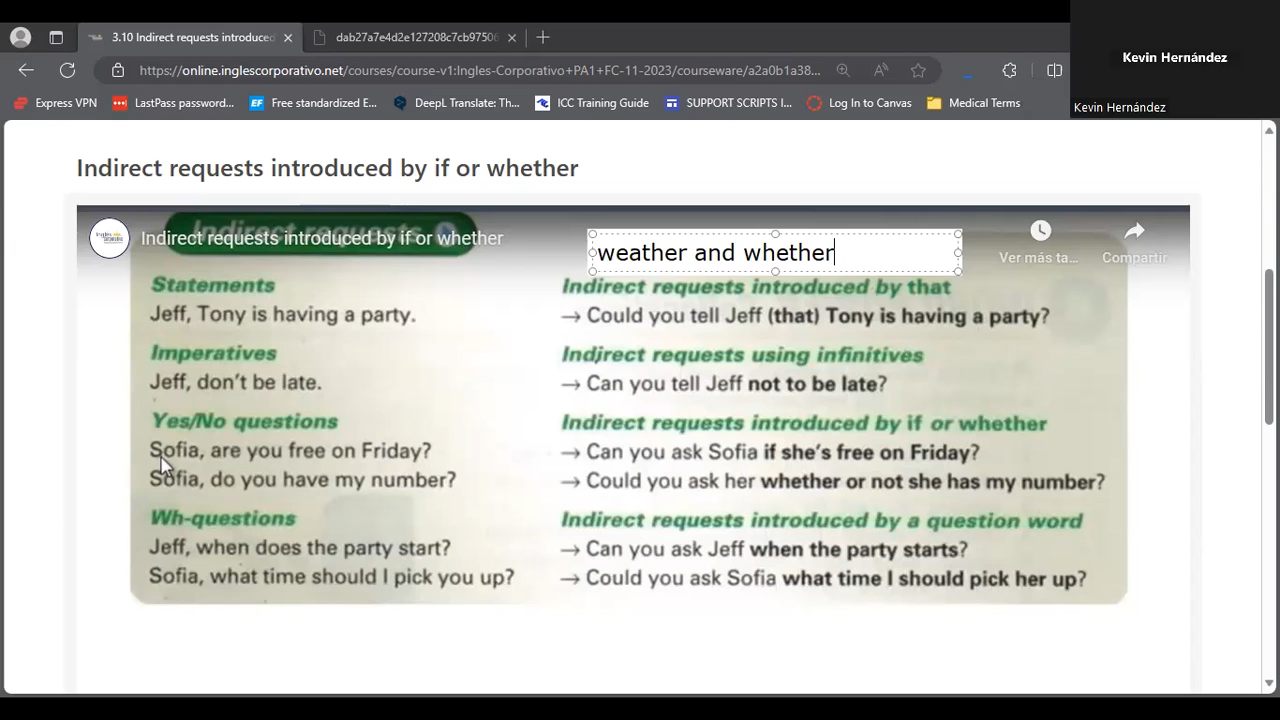 3.10 Indirect requests introduced
dab27a7e4d2e127208c7cb97506
Kevin Hernández
https://online.inglescorporativo.net/courses/course-v1:Ingles-Corporativo+PA1+FC-11-2023/courseware/a2a0b1a38...
Kevin Hernández
Express VPN
LastPass password...
EF Free standardized E...
DeepL Translate: Th...
ICC Training Guide
SUPPORT SCRIPTS I...
Log In to Canvas
Medical Terms
Indirect requests introduced by if or whether
Indirect requests
Indirect requests introduced by if or whether
weather and whether
Ver más ta...
Compartir
Statements
Indirect requests introduced by that
Jeff, Tony is having a party.
→ Could you tell Jeff (that) Tony is having a party?
Imperatives
Indirect requests using infinitives
Jeff, don't be late.
→ Can you tell Jeff not to be late?
Yes/No questions
Indirect requests introduced by if or whether
Sofia, are you free on Friday?
→ Can you ask Sofia if she's free on Friday?
Sofia, do you have my number?
→ Could you ask her whether or not she has my number?
Wh-questions
Indirect requests introduced by a question word
Jeff, when does the party start?
→ Can you ask Jeff when the party starts?
Sofia, what time should I pick you up?
→ Could you ask Sofia what time I should pick her up?